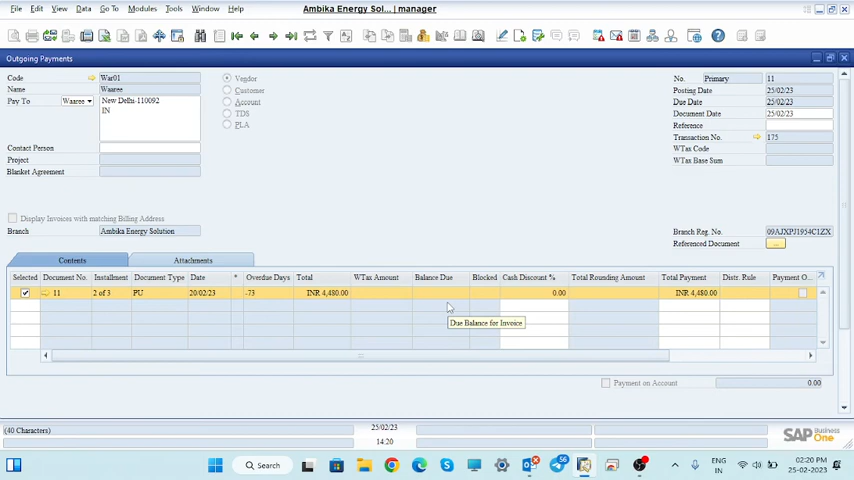 File Edit View Data Go To Modules Tools Window Help Ambika Energy Sol... | manager
Outgoing Payments
Code War01
Name Waaree
Pay To Waaree New Delhi-110092
IN
Contact Person
Project
Blanket Agreement
Vendor
Customer
Account
TDS
PLA
No. Primary 11
Posting Date 25/02/23
Due Date 25/02/23
Document Date 25/02/23
Reference
Transaction No. 175
WTax Code
WTax Base Sum
Display Invoices with matching Billing Address
Branch Ambika Energy Solution
Branch Reg. No. 09AJXPJ1954C1ZX
Referenced Document ...
Contents Attachments
Selected Document No. Installment Document Type Date * Overdue Days Total WTax Amount Balance Due Blocked Cash Discount % Total Rounding Amount Total Payment Distr. Rule Payment O...
11 2 of 3 PU 20/02/23 -73 INR 4,480.00 0.00 INR 4,480.00
Due Balance for Invoice
Payment on Account 0.00
(40 Characters) 25/02/23
14:20
SAP Business One
Search
56
ENG
IN
02:20 PM
25-02-2023